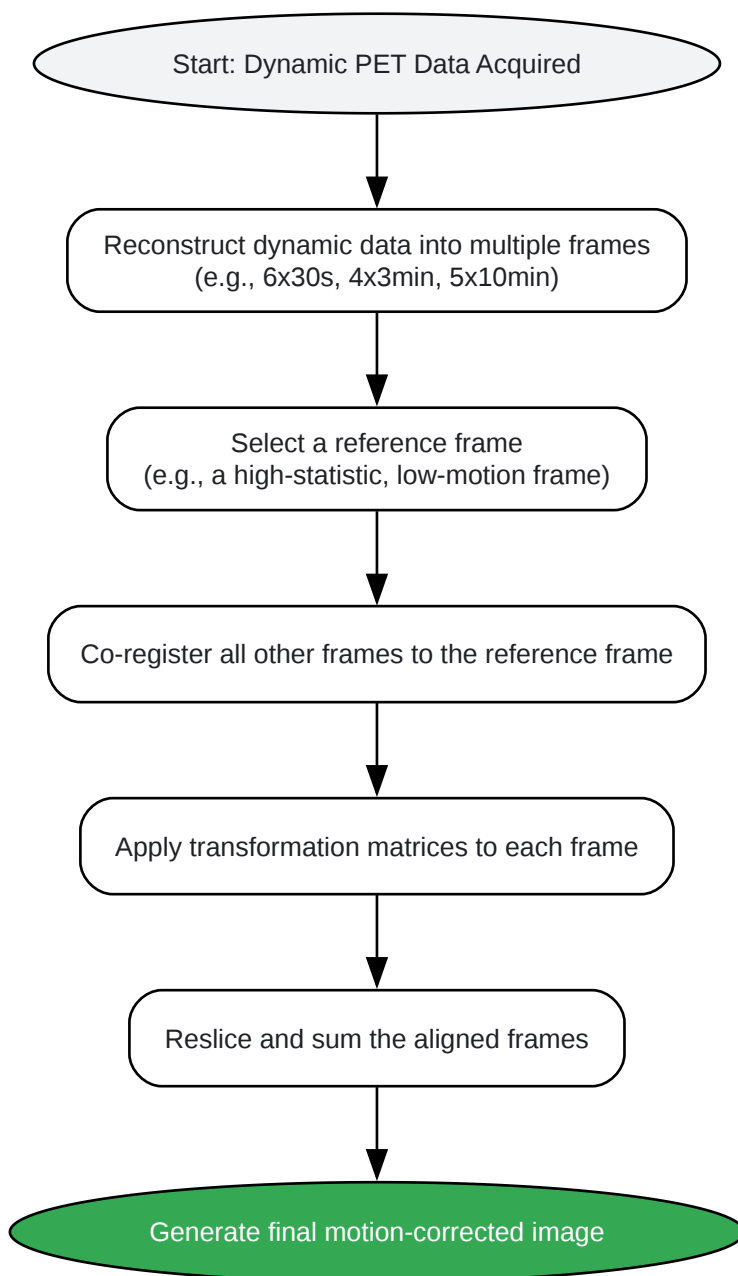 Start: Dynamic PET Data Acquired
Reconstruct dynamic data into multiple frames
(e.g., 6x30s, 4x3min, 5x10min)
Select a reference frame
(e.g., a high-statistic, low-motion frame)
Co-register all other frames to the reference frame
Apply transformation matrices to each frame
Reslice and sum the aligned frames
Generate final motion-corrected image